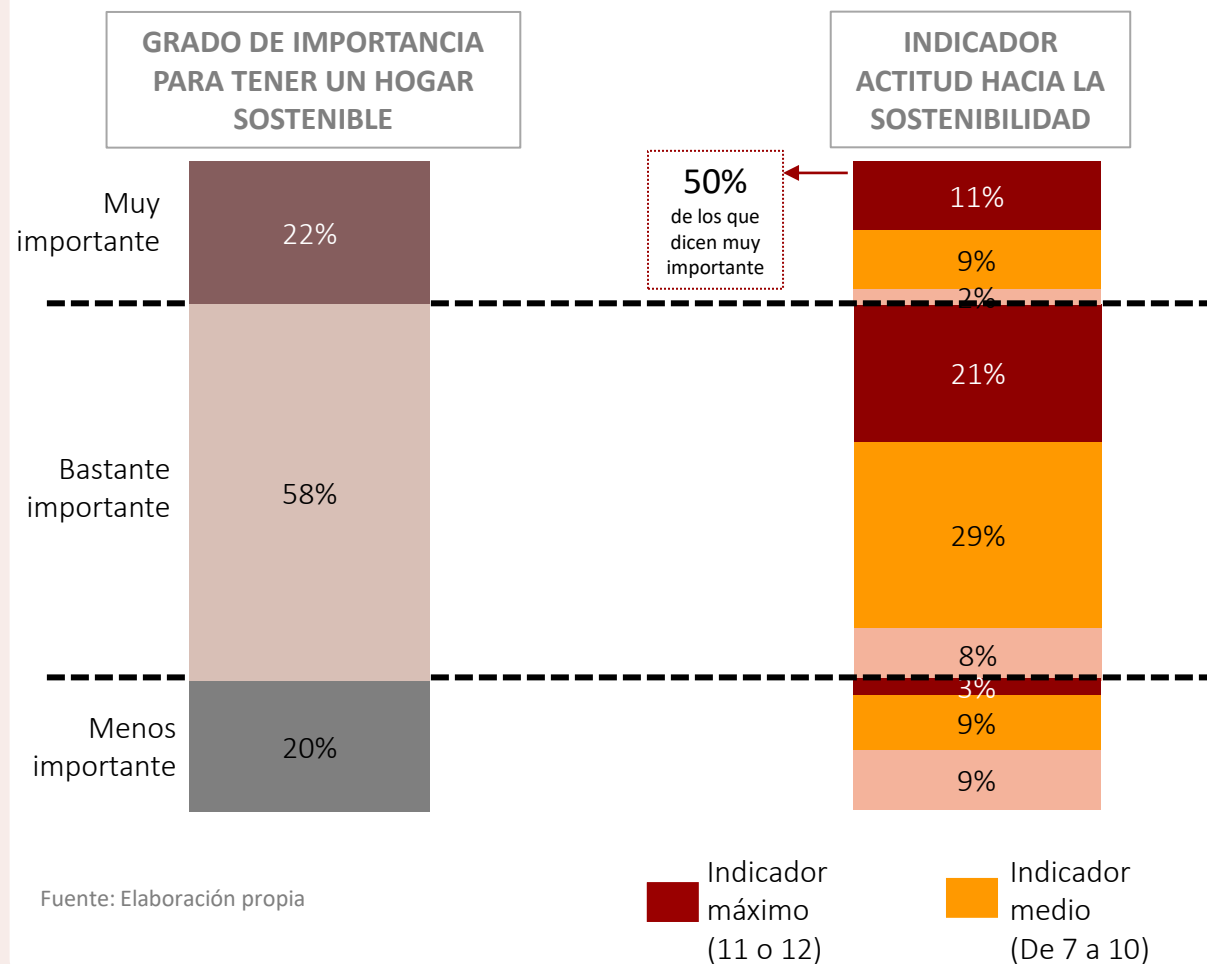 GRADO DE IMPORTANCIA
PARA TENER UN HOGAR
SOSTENIBLE
INDICADOR
ACTITUD HACIA LA
SOSTENIBILIDAD
Muy
importante
22%
50%
de los que
dicen muy
importante
11%
9%
2%
Bastante
importante
58%
21%
29%
8%
Menos
importante
20%
3%
9%
9%
Fuente: Elaboración propia
Indicador
máximo
(11 o 12)
Indicador
medio
(De 7 a 10)